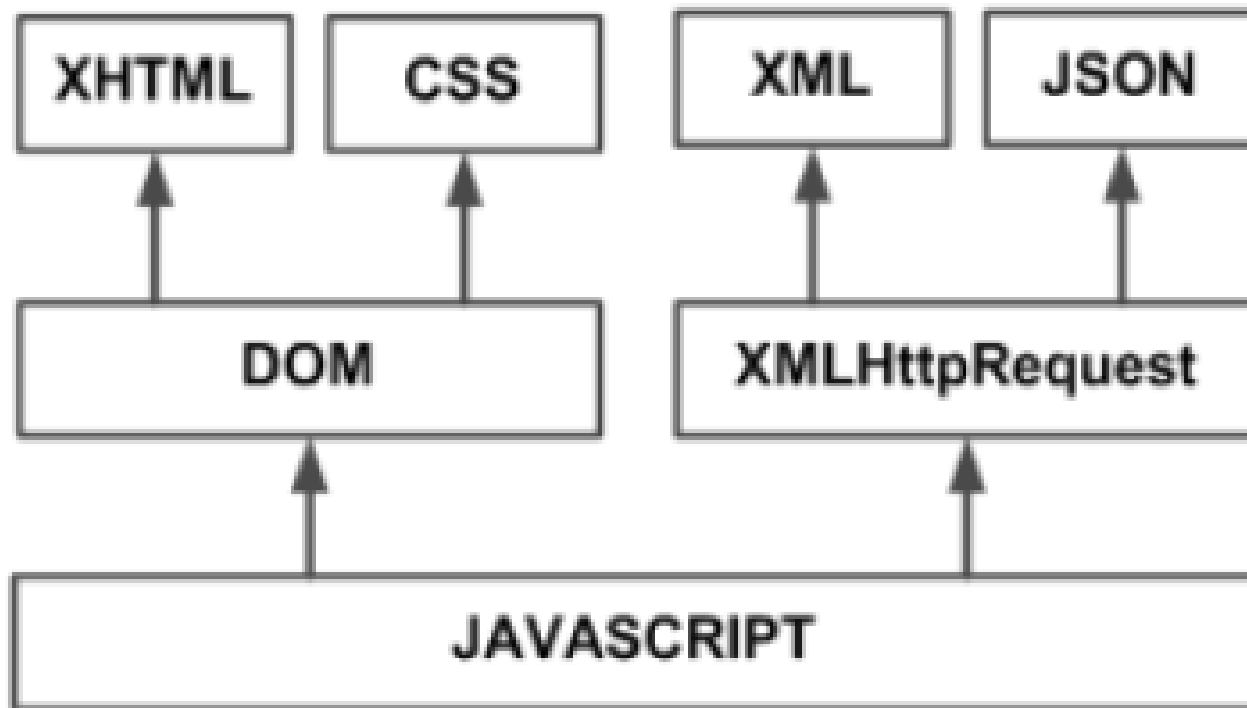 XHTML
CSS
XML
JSON
DOM
XMLHttpRequest
JAVASCRIPT